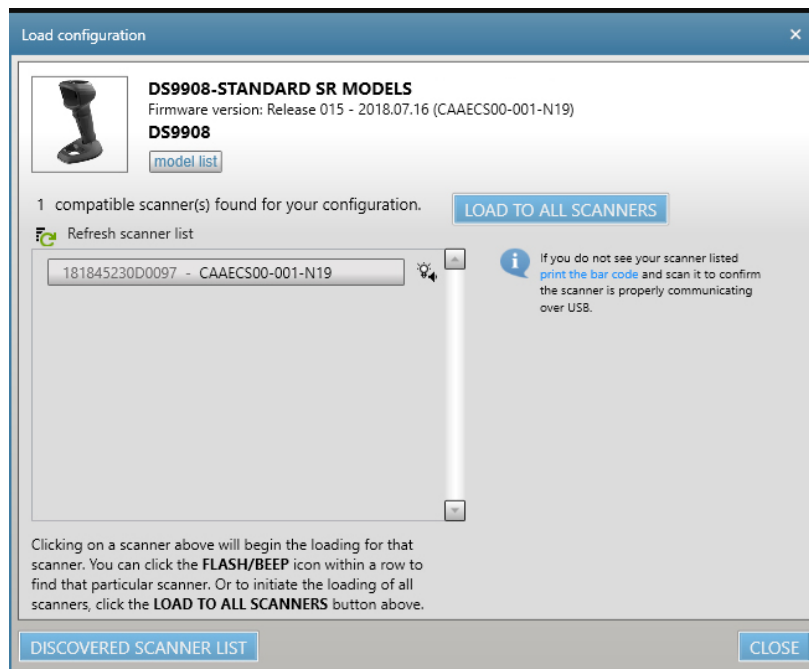 Load configuration
DS9908-STANDARD SR MODELS
Firmware version: Release 015 - 2018.07.16 (CAAECS00-001-N19)
DS9908
model list
1 compatible scanner(s) found for your configuration.
LOAD TO ALL SCANNERS
Refresh scanner list
181845230D0097 - CAAECS00-001-N19
If you do not see your scanner listed
print the bar code and scan it to confirm
the scanner is properly communicating
over USB.
Clicking on a scanner above will begin the loading for that
scanner. You can click the FLASH/BEEP icon within a row to
find that particular scanner. Or to initiate the loading of all
scanners, click the LOAD TO ALL SCANNERS button above.
DISCOVERED SCANNER LIST
CLOSE